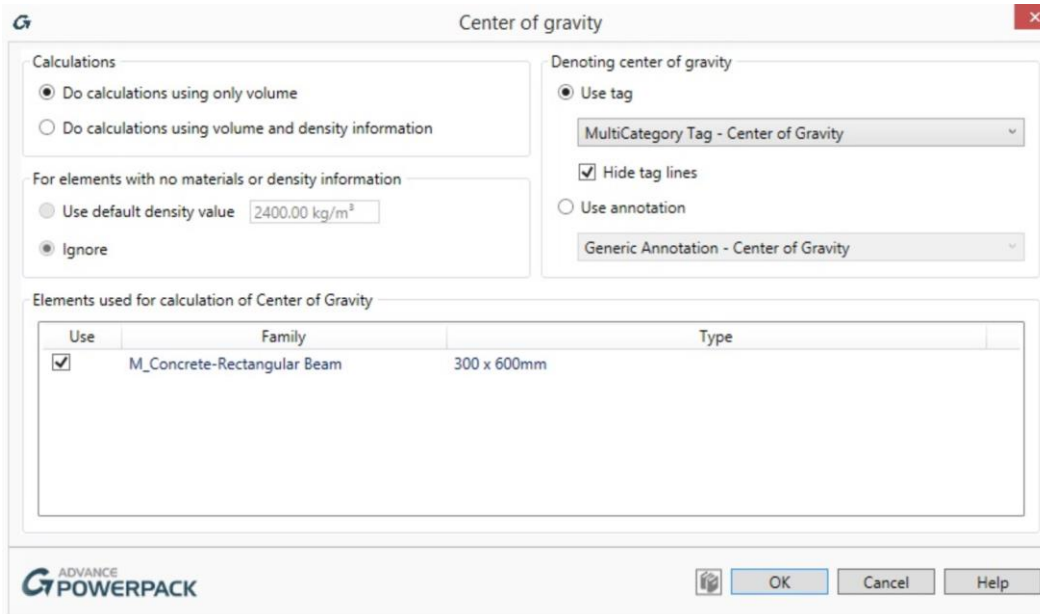 Center of gravity
Calculations
Do calculations using only volume
Do calculations using volume and density information
For elements with no materials or density information
Use default density value 2400.00 kg/m³
Ignore
Denoting center of gravity
Use tag
MultiCategory Tag - Center of Gravity
Hide tag lines
Use annotation
Generic Annotation - Center of Gravity
Elements used for calculation of Center of Gravity
Use Family Type
M_Concrete-Rectangular Beam 300 x 600mm
ADVANCE
POWERPACK
OK Cancel Help